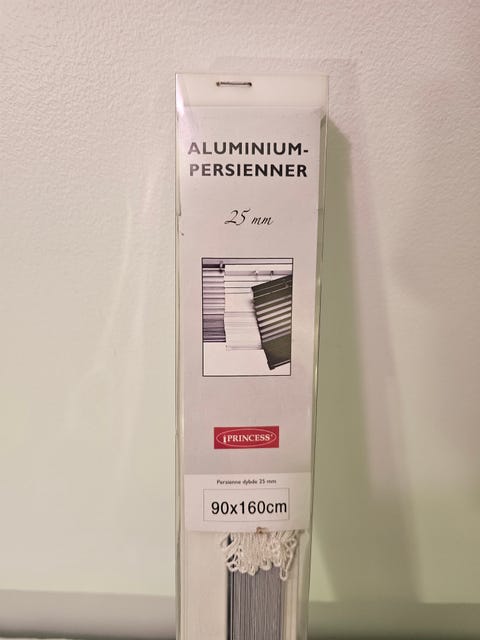 ALUMINIUM-
PERSIENNER
25 mm
PRINCESS
Persienne dybde 25 mm
90x160cm